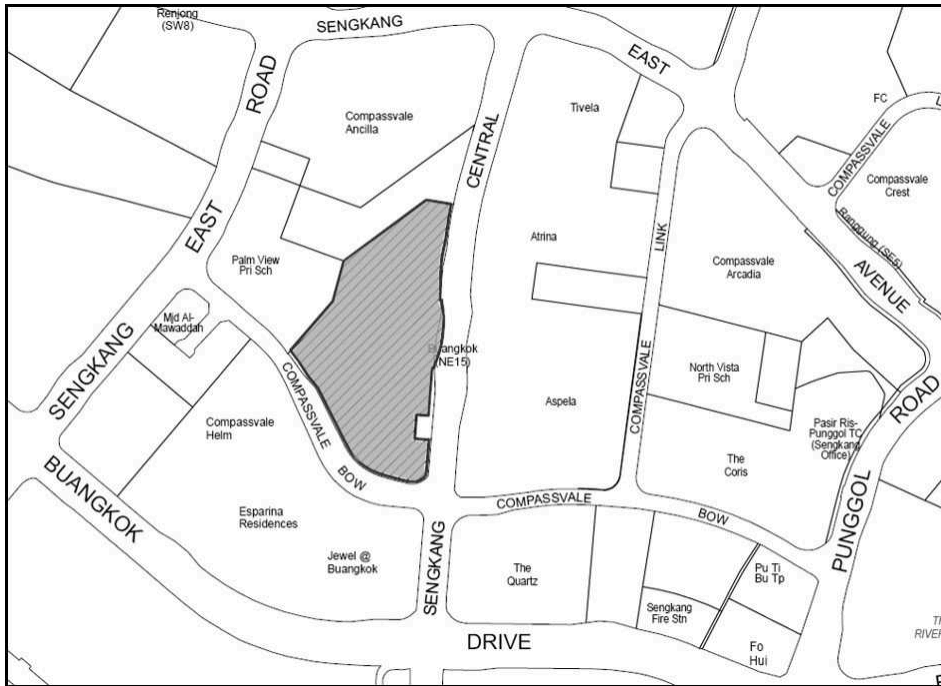 Renjong
(SW8)
SENGKANG
EAST
ROAD
EAST
SENGKANG
Compassvale
Ancilla
CENTRAL
Tivela
FC
COMPASSVALE
Compassvale
Crest
Ranggung (SE5)
AVENUE
LINK
Atrina
Compassvale
Arcadia
Palm View
Pri Sch
Mjd Al-
Mawaddah
Buangkok
(NE15)
COMPASSVALE
BOW
Compassvale
Helm
COMPASSVALE
North Vista
Pri Sch
Aspela
ROAD
PUNGGOL
Pasir Ris-
Punggol TC
(Sengkang
Office)
The
Coris
BUANGKOK
Esparina
Residences
COMPASSVALE
BOW
Jewel @
Buangkok
SENGKANG
The
Quartz
Pu Ti
Bu Tp
Sengkang
Fire Stn
Fo
Hui
DRIVE